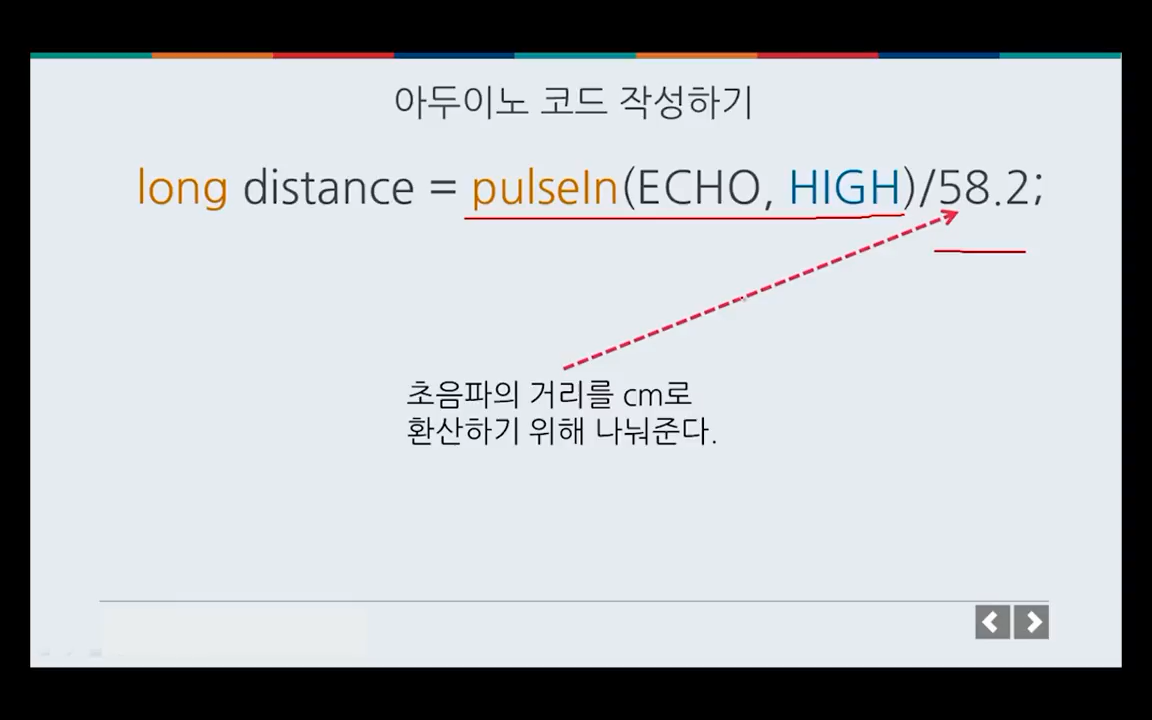 아두이노 코드 작성하기
long distance = pulseIn(ECHO, HIGH)/58.2;
초음파의 거리를 cm로
환산하기 위해 나눠준다.